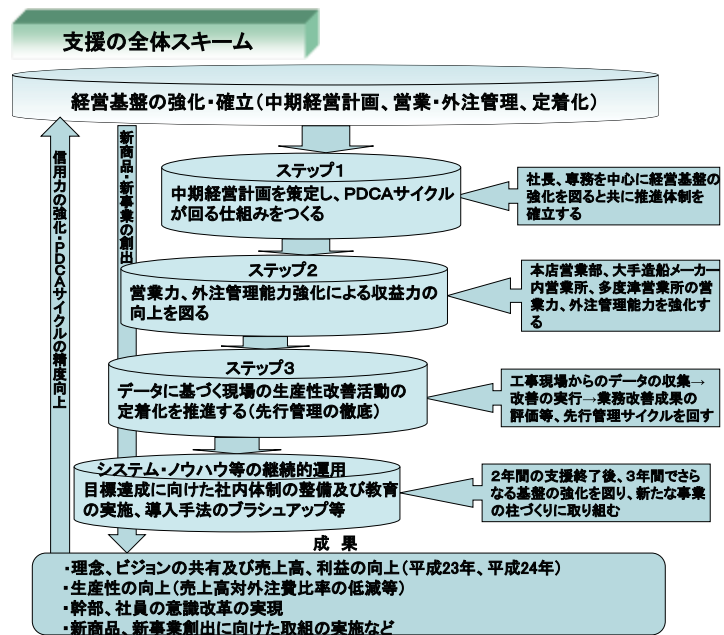 支援の全体スキーム
経営基盤の強化・確立（中期経営計画、営業・外注管理、定着化）
信用力の強化・PDCAサイクルの精度向上
新商品・新事業の創出
ステップ１
中期経営計画を策定し、PDCAサイクル
が回る仕組みをつくる
社長、専務を中心に経営基盤の
強化を図ると共に推進体制を
確立する
ステップ２
営業力、外注管理能力強化による収益力の
向上を図る
本店営業部、大手造船メーカー
内営業所、多度津営業所の営
業力、外注管理能力を強化す
る
ステップ３
データに基づく現場の生産性改善活動の
定着化を推進する（先行管理の徹底）
工事現場からのデータの収集→
改善の実行→業務改善成果の
評価等、先行管理サイクルを回す
システム・ノウハウ等の継続的運用
目標達成に向けた社内体制の整備及び教育
の実施、導入手法のブラシュアップ等
２年間の支援終了後、３年間でさら
なる基盤の強化を図り、新たな事業
の柱づくりに取り組む
成 果
・理念、ビジョンの共有及び売上高、利益の向上（平成23年、平成24年）
・生産性の向上（売上高対外注費比率の低減等）
・幹部、社員の意識改革の実現
・新商品、新事業創出に向けた取組の実施など